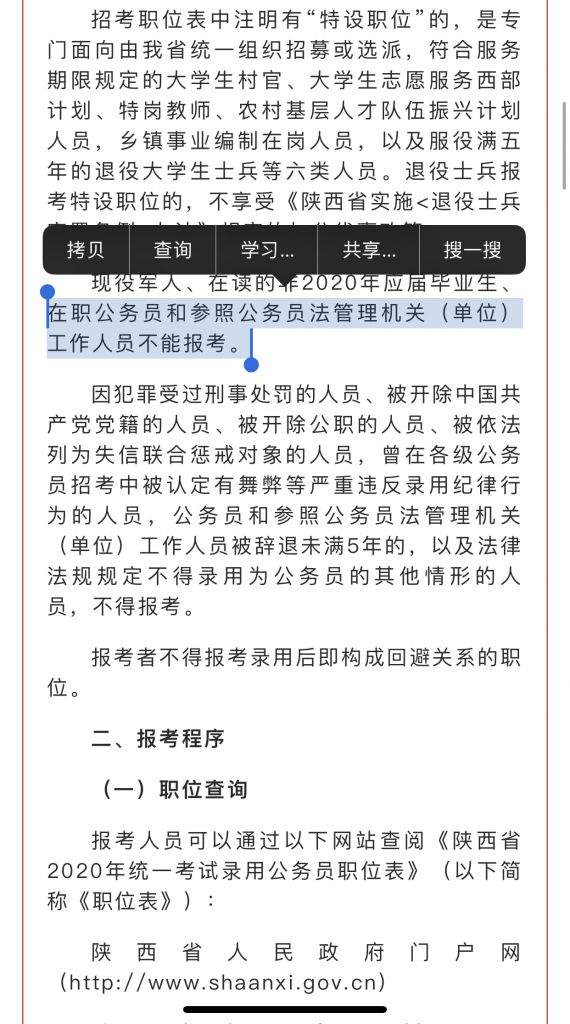 招考职位表中注明有“特设职位”的，是专
门面向由我省统一组织招募或选派，符合服务
期限规定的大学生村官、大学生志愿服务西部
计划、特岗教师、农村基层人才队伍振兴计划
人员，乡镇事业编制在岗人员，以及服役满五
年的退役大学生士兵等六类人员。退役士兵报
考特设职位的，不享受《陕西省实施<退役士兵
拷贝 查询 学习... 共享... 搜一搜
现役军人、在读的非2020年应届毕业生、
在职公务员和参照公务员法管理机关（单位）
工作人员不能报考。
因犯罪受过刑事处罚的人员、被开除中国共
产党党籍的人员、被开除公职的人员、被依法
列为失信联合惩戒对象的人员，曾在各级公务
员招考中被认定有舞弊等严重违反录用纪律行
为的人员，公务员和参照公务员法管理机关
（单位）工作人员被辞退未满5年的，以及法律
法规规定不得录用为公务员的其他情形的人
员，不得报考。
报考者不得报考录用后即构成回避关系的职
位。
二、报考程序
（一）职位查询
报考人员可以通过以下网站查阅《陕西省
2020年统一考试录用公务员职位表》（以下简
称《职位表》）：
陕西省人民政府门户网
（http://www.shaanxi.gov.cn）